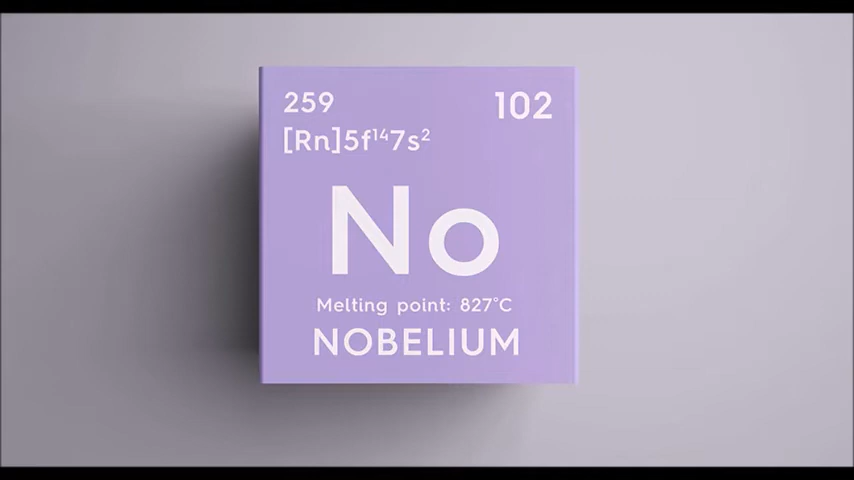 259 102
[Rn]5f¹⁴7s²
No
Melting point: 827°C
NOBELIUM